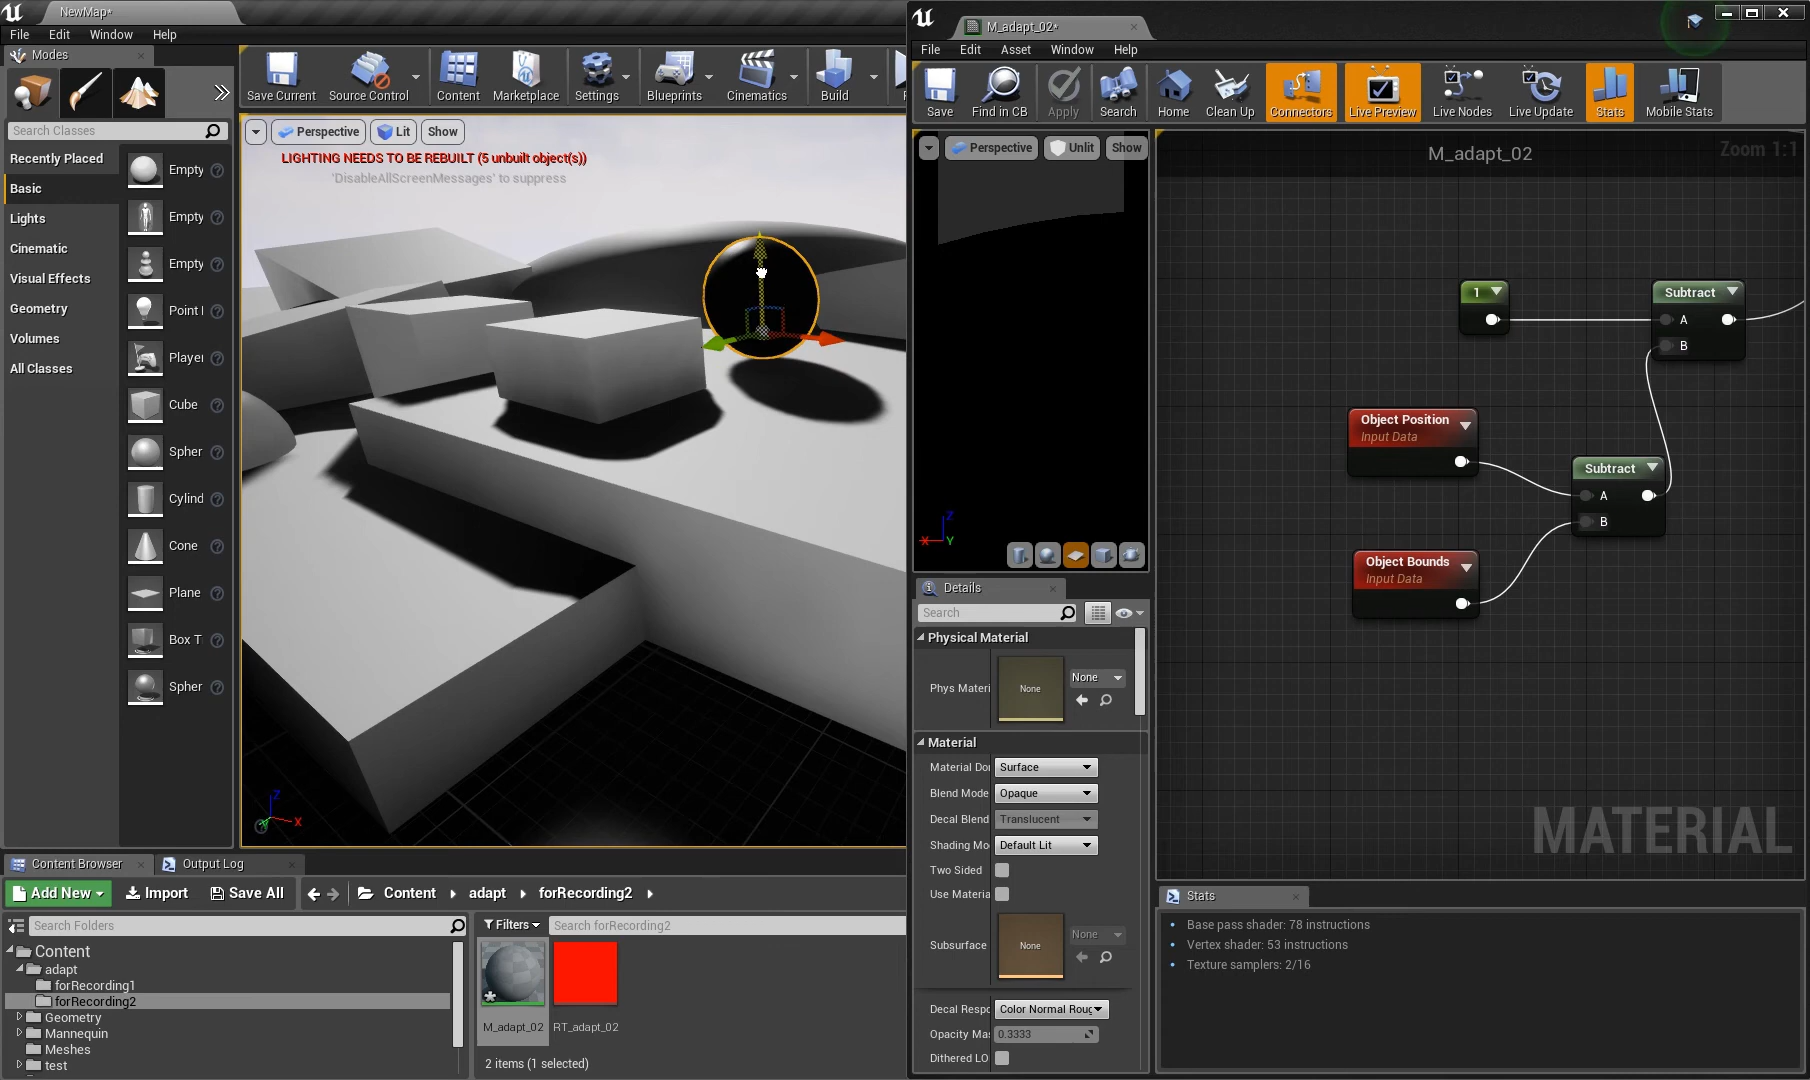 NewMap*
File Edit Window Help
Modes
Search Classes
Recently Placed
Basic
Lights
Cinematic
Visual Effects
Geometry
Volumes
All Classes
Empty
Empty
Empty
Point
Player
Cube
Spher
Cylind
Cone
Plane
Box T
Spher
Save Current
Source Control
Content
Marketplace
Settings
Blueprints
Cinematics
Build
Perspective
Lit
Show
LIGHTING NEEDS TO BE REBUILT (5 unbuilt object(s))
'DisableAllScreenMessages' to suppress
Z
X
Content Browser
Output Log
Add New
Import
Save All
Content
adapt
forRecording2
Search Folders
Content
adapt
forRecording1
forRecording2
Geometry
Mannequin
Meshes
test
Filters
Search forRecording2
M_adapt_02
RT_adapt_02
2 items (1 selected)
M_adapt_02*
File Edit Asset Window Help
Save
Find in CB
Apply
Search
Home
Clean Up
Connectors
Live Preview
Live Nodes
Live Update
Stats
Mobile Stats
Perspective
Unlit
Show
Z
X
Y
Details
Search
Physical Material
Phys Materi
None
None
Material
Material Do
Surface
Blend Mode
Opaque
Decal Blend
Translucent
Shading Mo
Default Lit
Two Sided
Use Materia
Subsurface
None
None
Decal Respo
Color Normal Roug
Opacity Mas
0.3333
Dithered LO
M_adapt_02
Zoom 1:1
1
Subtract
A
B
Object Position
Input Data
Subtract
A
B
Object Bounds
Input Data
MATERIAL
Stats
Base pass shader: 78 instructions
Vertex shader: 53 instructions
Texture samplers: 2/16